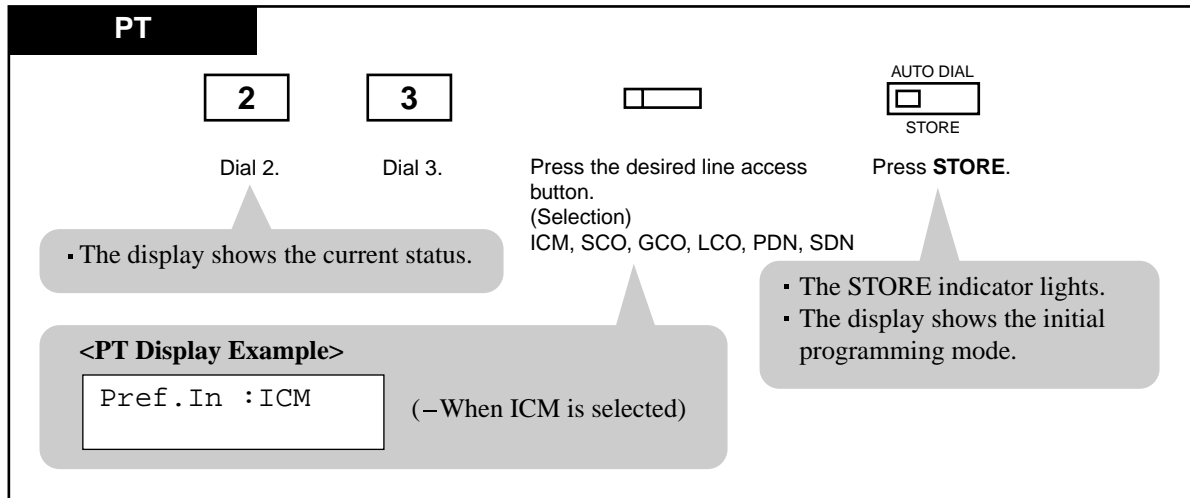 PT
AUTO DIAL
2
3
STORE
Dial 2.
Dial 3.
Press the desired line access
button.
(Selection)
ICM, SCO, GCO, LCO, PDN, SDN
Press STORE.
▪ The display shows the current status.
▪ The STORE indicator lights.
▪ The display shows the initial
programming mode.
<PT Display Example>
Pref.In :ICM
(–When ICM is selected)